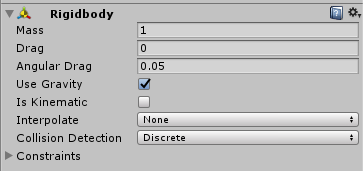 Rigidbody
Mass 1
Drag 0
Angular Drag 0.05
Use Gravity
Is Kinematic
Interpolate None
Collision Detection Discrete
Constraints